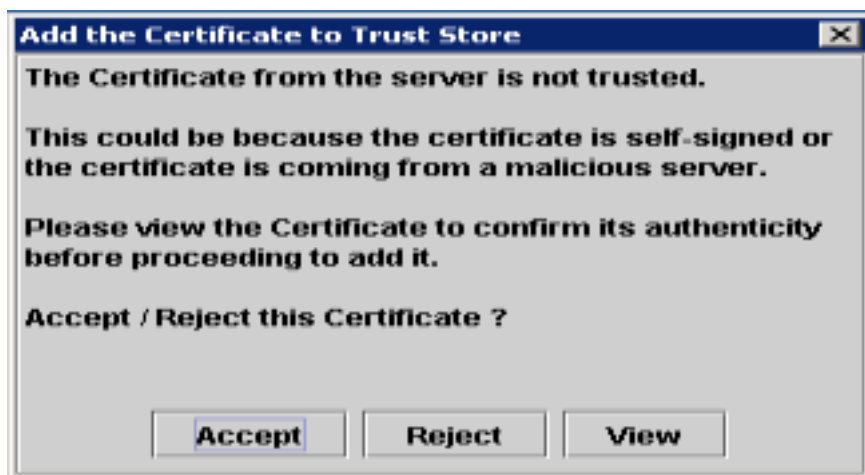 Add the Certificate to Trust Store
The Certificate from the server is not trusted.
This could be because the certificate is self-signed or
the certificate is coming from a malicious server.
Please view the Certificate to confirm its authenticity
before proceeding to add it.
Accept / Reject this Certificate ?
Accept Reject View